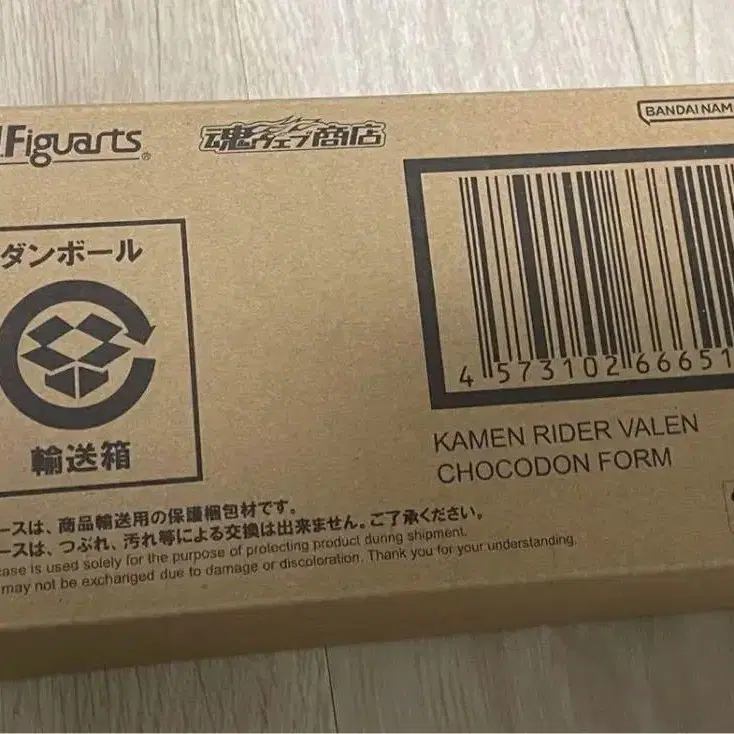 .Figuarts®
魂ウェブ商店
BANDAI NAM
ダンボール
輸送箱
4 573102 66651
KAMEN RIDER VALEN
CHOCODON FORM
ースは、商品輸送用の保護梱包材です。
ースは、つぶれ、汚れ等による交換は出来ません。ご了承ください。
case is used solely for the purpose of protecting product during shipment.
may not be exchanged due to damage or discoloration. Thank you for your understanding.